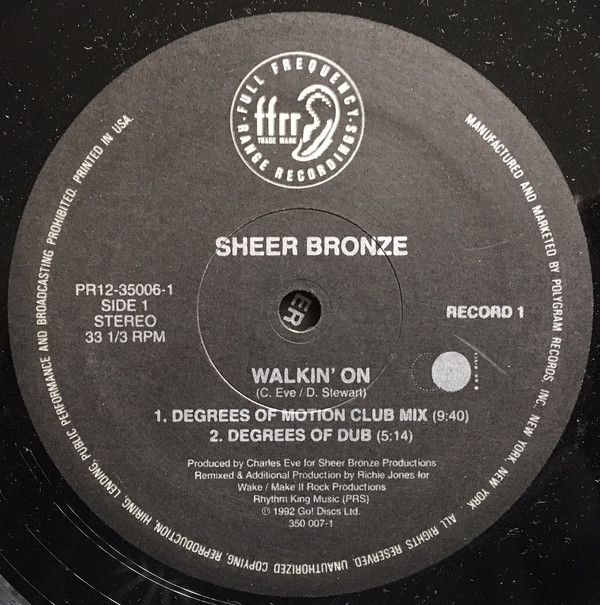 FULL FREQUENCY
RANGE RECORDINGS
ffrr
TRADE MARK
SHEER BRONZE
PR12-35006-1
SIDE 1
STEREO
33 1/3 RPM
RECORD 1
ER
WALKIN' ON
(C. Eve / D. Stewart)
1. DEGREES OF MOTION CLUB MIX (9:40)
2. DEGREES OF DUB (5:14)
Produced by Charles Eve for Sheer Bronze Productions
Remixed & Additional Production by Richie Jones for
Wake / Make It Rock Productions
Rhythm King Music (PRS)
℗ 1992 Go! Discs Ltd.
350 007-1
MANUFACTURED AND MARKETED BY POLYGRAM RECORDS, INC. NEW YORK, NEW YORK. ALL RIGHTS RESERVED. UNAUTHORIZED COPYING, REPRODUCTION, HIRING, LENDING, PUBLIC PERFORMANCE AND BROADCASTING PROHIBITED. PRINTED IN USA.